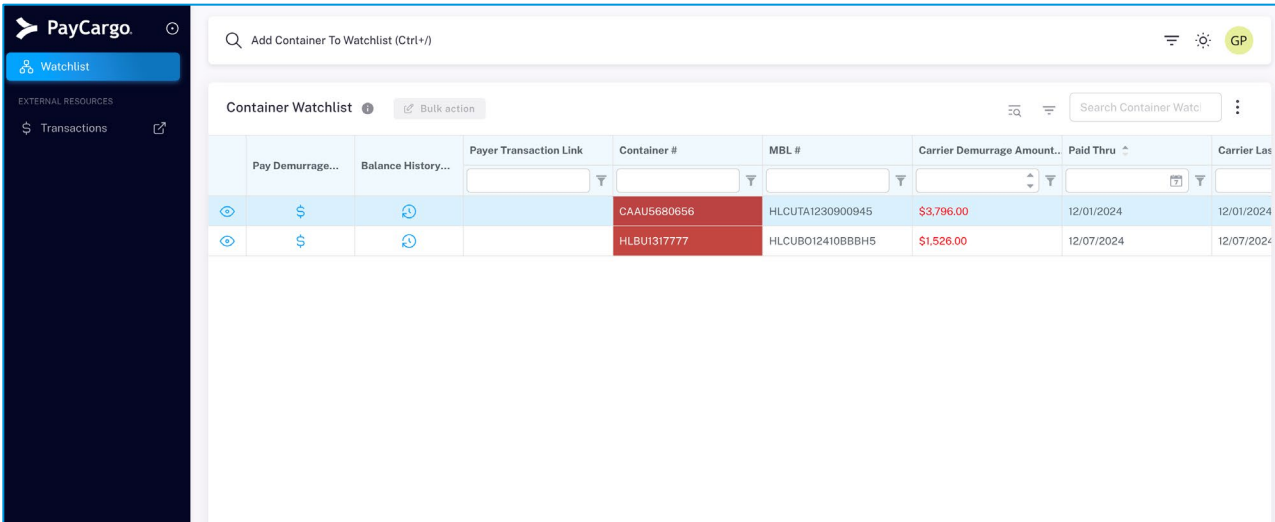 PayCargo
Watchlist
EXTERNAL RESOURCES
$ Transactions
Add Container To Watchlist (Ctrl+/)
GP
Container Watchlist
Bulk action
Search Container Watc
Pay Demurrage...
Balance History...
Payer Transaction Link
Container #
MBL #
Carrier Demurrage Amount..
Paid Thru
Carrier Las
$ CAAU5680656 HLCUTA1230900945 $3,796.00 12/01/2024 12/01/2024
$ HLBU1317777 HLCUBO12410BBBH5 $1,526.00 12/07/2024 12/07/2024